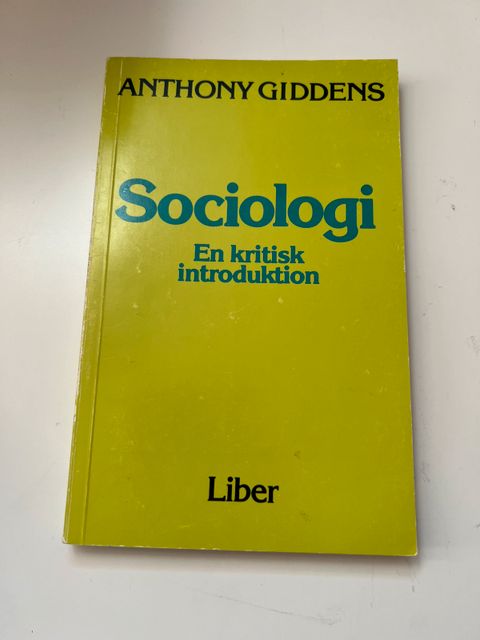 ANTHONY GIDDENS
Sociologi
En kritisk
introduktion
Liber